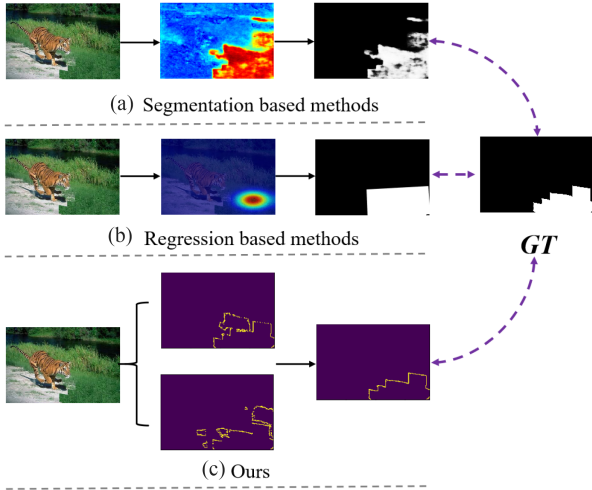 (a) Segmentation based methods
(b) Regression based methods
GT
(c) Ours